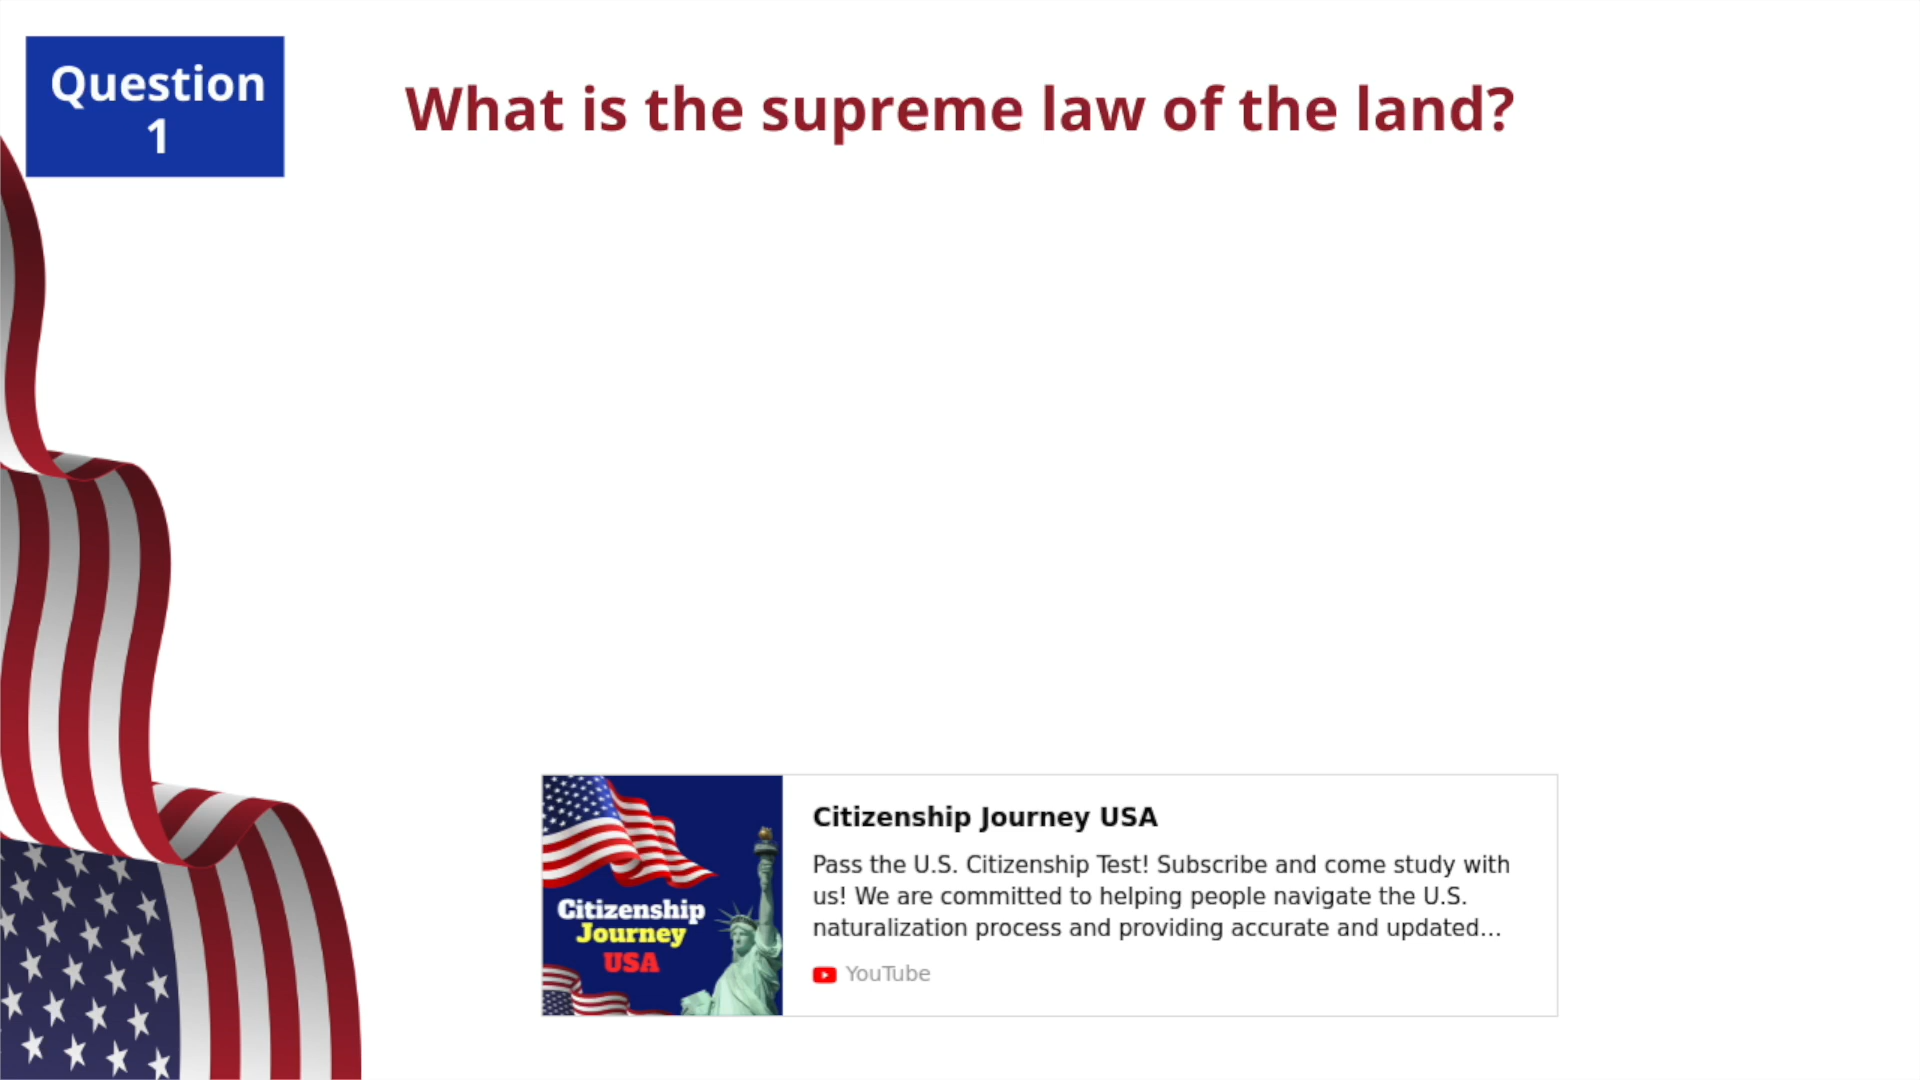 Question
1
What is the supreme law of the land?
Citizenship
Journey
USA
Citizenship Journey USA
Pass the U.S. Citizenship Test! Subscribe and come study with
us! We are committed to helping people navigate the U.S.
naturalization process and providing accurate and updated...
YouTube